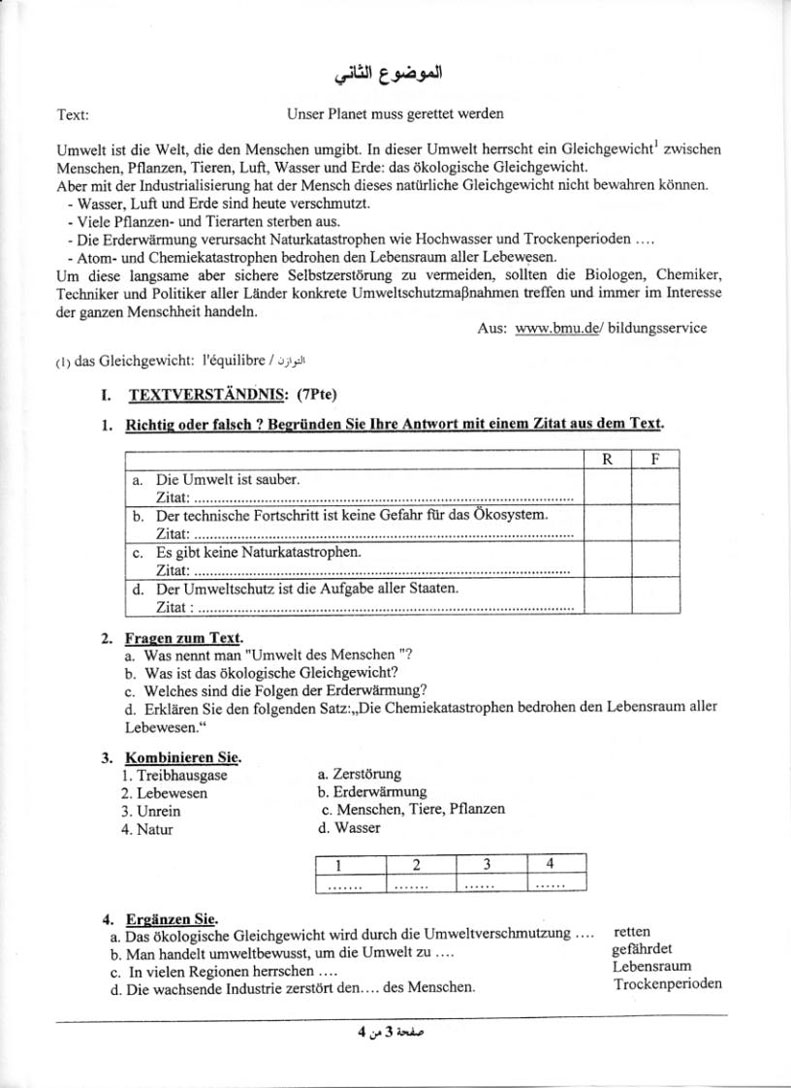 الموضوع الثاني
Text: Unser Planet muss gerettet werden
Umwelt ist die Welt, die den Menschen umgibt. In dieser Umwelt herrscht ein Gleichgewicht¹ zwischen
Menschen, Pflanzen, Tieren, Luft, Wasser und Erde: das ökologische Gleichgewicht.
Aber mit der Industrialisierung hat der Mensch dieses natürliche Gleichgewicht nicht bewahren können.
- Wasser, Luft und Erde sind heute verschmutzt.
- Viele Pflanzen- und Tierarten sterben aus.
- Die Erderwärmung verursacht Naturkatastrophen wie Hochwasser und Trockenperioden ….
- Atom- und Chemiekatastrophen bedrohen den Lebensraum aller Lebewesen.
Um diese langsame aber sichere Selbstzerstörung zu vermeiden, sollten die Biologen, Chemiker,
Techniker und Politiker aller Länder konkrete Umweltschutzmaβnahmen treffen und immer im Interesse
der ganzen Menschheit handeln.
Aus: www.bmu.de/ bildungsservice
(1) das Gleichgewicht: l'équilibre / التوازن
I. TEXTVERSTÄNDNIS: (7Pte)
1. Richtig oder falsch ? Begründen Sie Ihre Antwort mit einem Zitat aus dem Text.
R F
a. Die Umwelt ist sauber.
Zitat: ..........................................................................................
b. Der technische Fortschritt ist keine Gefahr für das Ökosystem.
Zitat: ..........................................................................................
c. Es gibt keine Naturkatastrophen.
Zitat: ..........................................................................................
d. Der Umweltschutz ist die Aufgabe aller Staaten.
Zitat : ..........................................................................................
2. Fragen zum Text.
a. Was nennt man "Umwelt des Menschen "?
b. Was ist das ökologische Gleichgewicht?
c. Welches sind die Folgen der Erderwärmung?
d. Erklären Sie den folgenden Satz:„Die Chemiekatastrophen bedrohen den Lebensraum aller
Lebewesen.“
3. Kombinieren Sie.
1. Treibhausgase a. Zerstörung
2. Lebewesen b. Erderwärmung
3. Unrein c. Menschen, Tiere, Pflanzen
4. Natur d. Wasser
1 2 3 4
....... ....... ...... ......
4. Ergänzen Sie.
a. Das ökologische Gleichgewicht wird durch die Umweltverschmutzung …. retten
b. Man handelt umweltbewusst, um die Umwelt zu …. gefährdet
c. In vielen Regionen herrschen …. Lebensraum
d. Die wachsende Industrie zerstört den…. des Menschen. Trockenperioden
صفحة 3 من 4